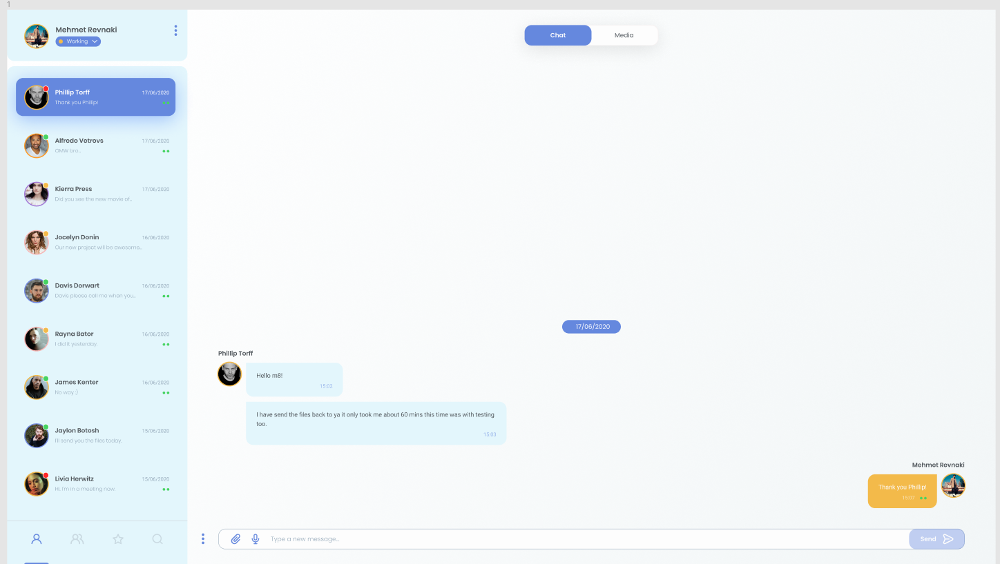 1
Mehmet Revnaki
Working
Phillip Torff 17/06/2020
Thank you Phillip!
Alfredo Vetrovs 17/06/2020
OMW bro..
Kierra Press 17/06/2020
Did you see the new movie of..
Jocelyn Donin 16/06/2020
Our new project will be awesome..
Davis Dorwart 16/06/2020
Davis please call me when you..
Rayna Bator 16/06/2020
I did it yesterday.
James Kenter 16/06/2020
No way :)
Jaylon Botosh 15/06/2020
I'll send you the files today.
Livia Herwitz 15/06/2020
Hi, I'm in a meeting now.
Chat Media
17/06/2020
Phillip Torff
Hello m8!
15:02
I have send the files back to ya it only took me about 60 mins this time was with testing
too.
15:03
Mehmet Revnaki
Thank you Phillip!
15:07
Type a new message...
Send